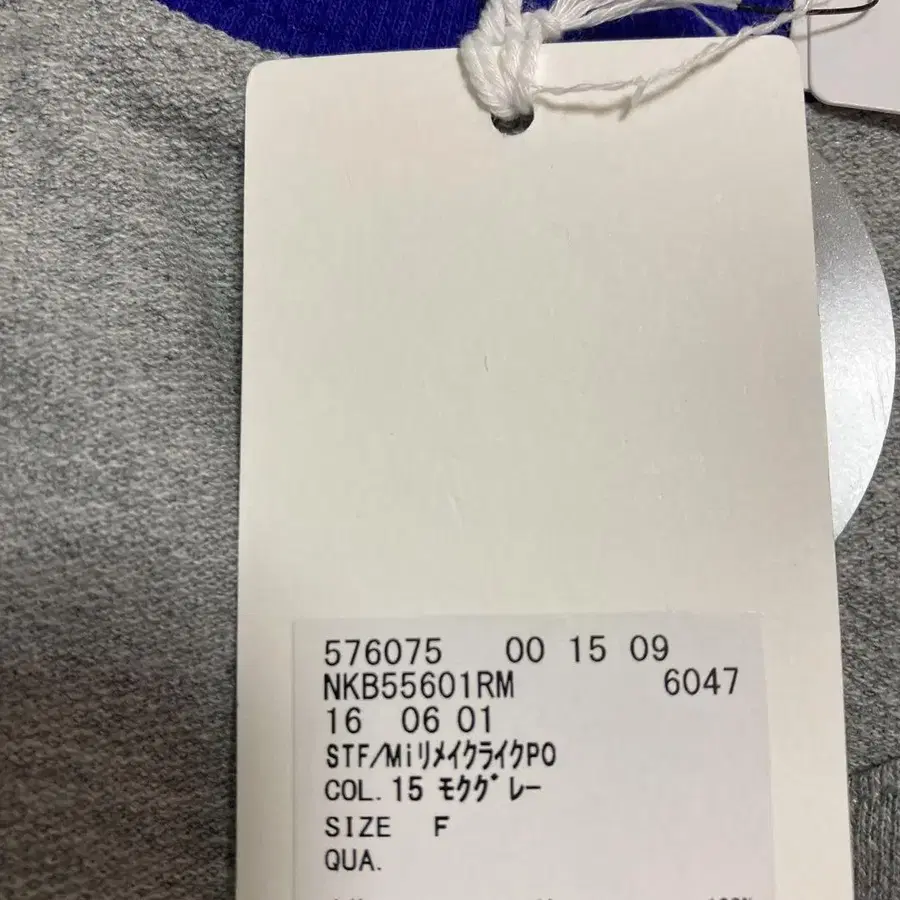 576075 00 15 09
NKB55601RM 6047
16 06 01
STF/MiリメイクライクPO
COL.15 モクグレー
SIZE F
QUA.